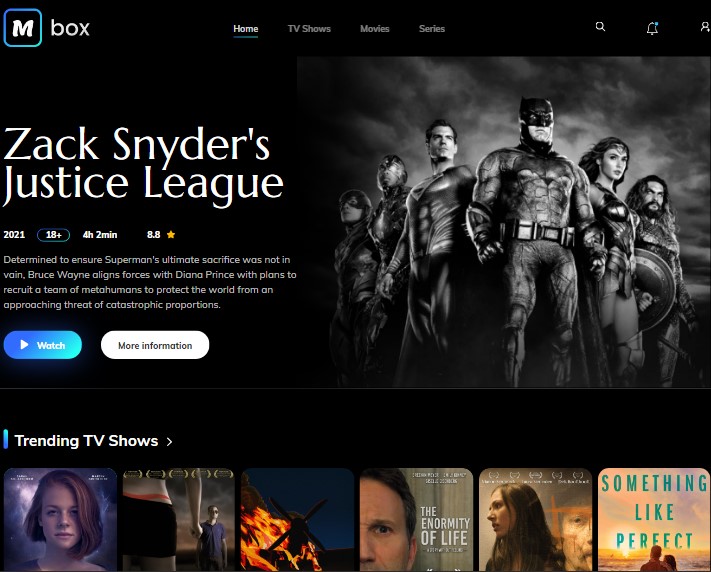 M box
Home TV Shows Movies Series
Zack Snyder's
Justice League
2021 18+ 4h 2min 8.8
Determined to ensure Superman's ultimate sacrifice was not in
vain, Bruce Wayne aligns forces with Diana Prince with plans to
recruit a team of metahumans to protect the world from an
approaching threat of catastrophic proportions.
Watch More information
Trending TV Shows
THE
ENORMITY
OF LIFE
SOMETHING
LIKE
PERFECT